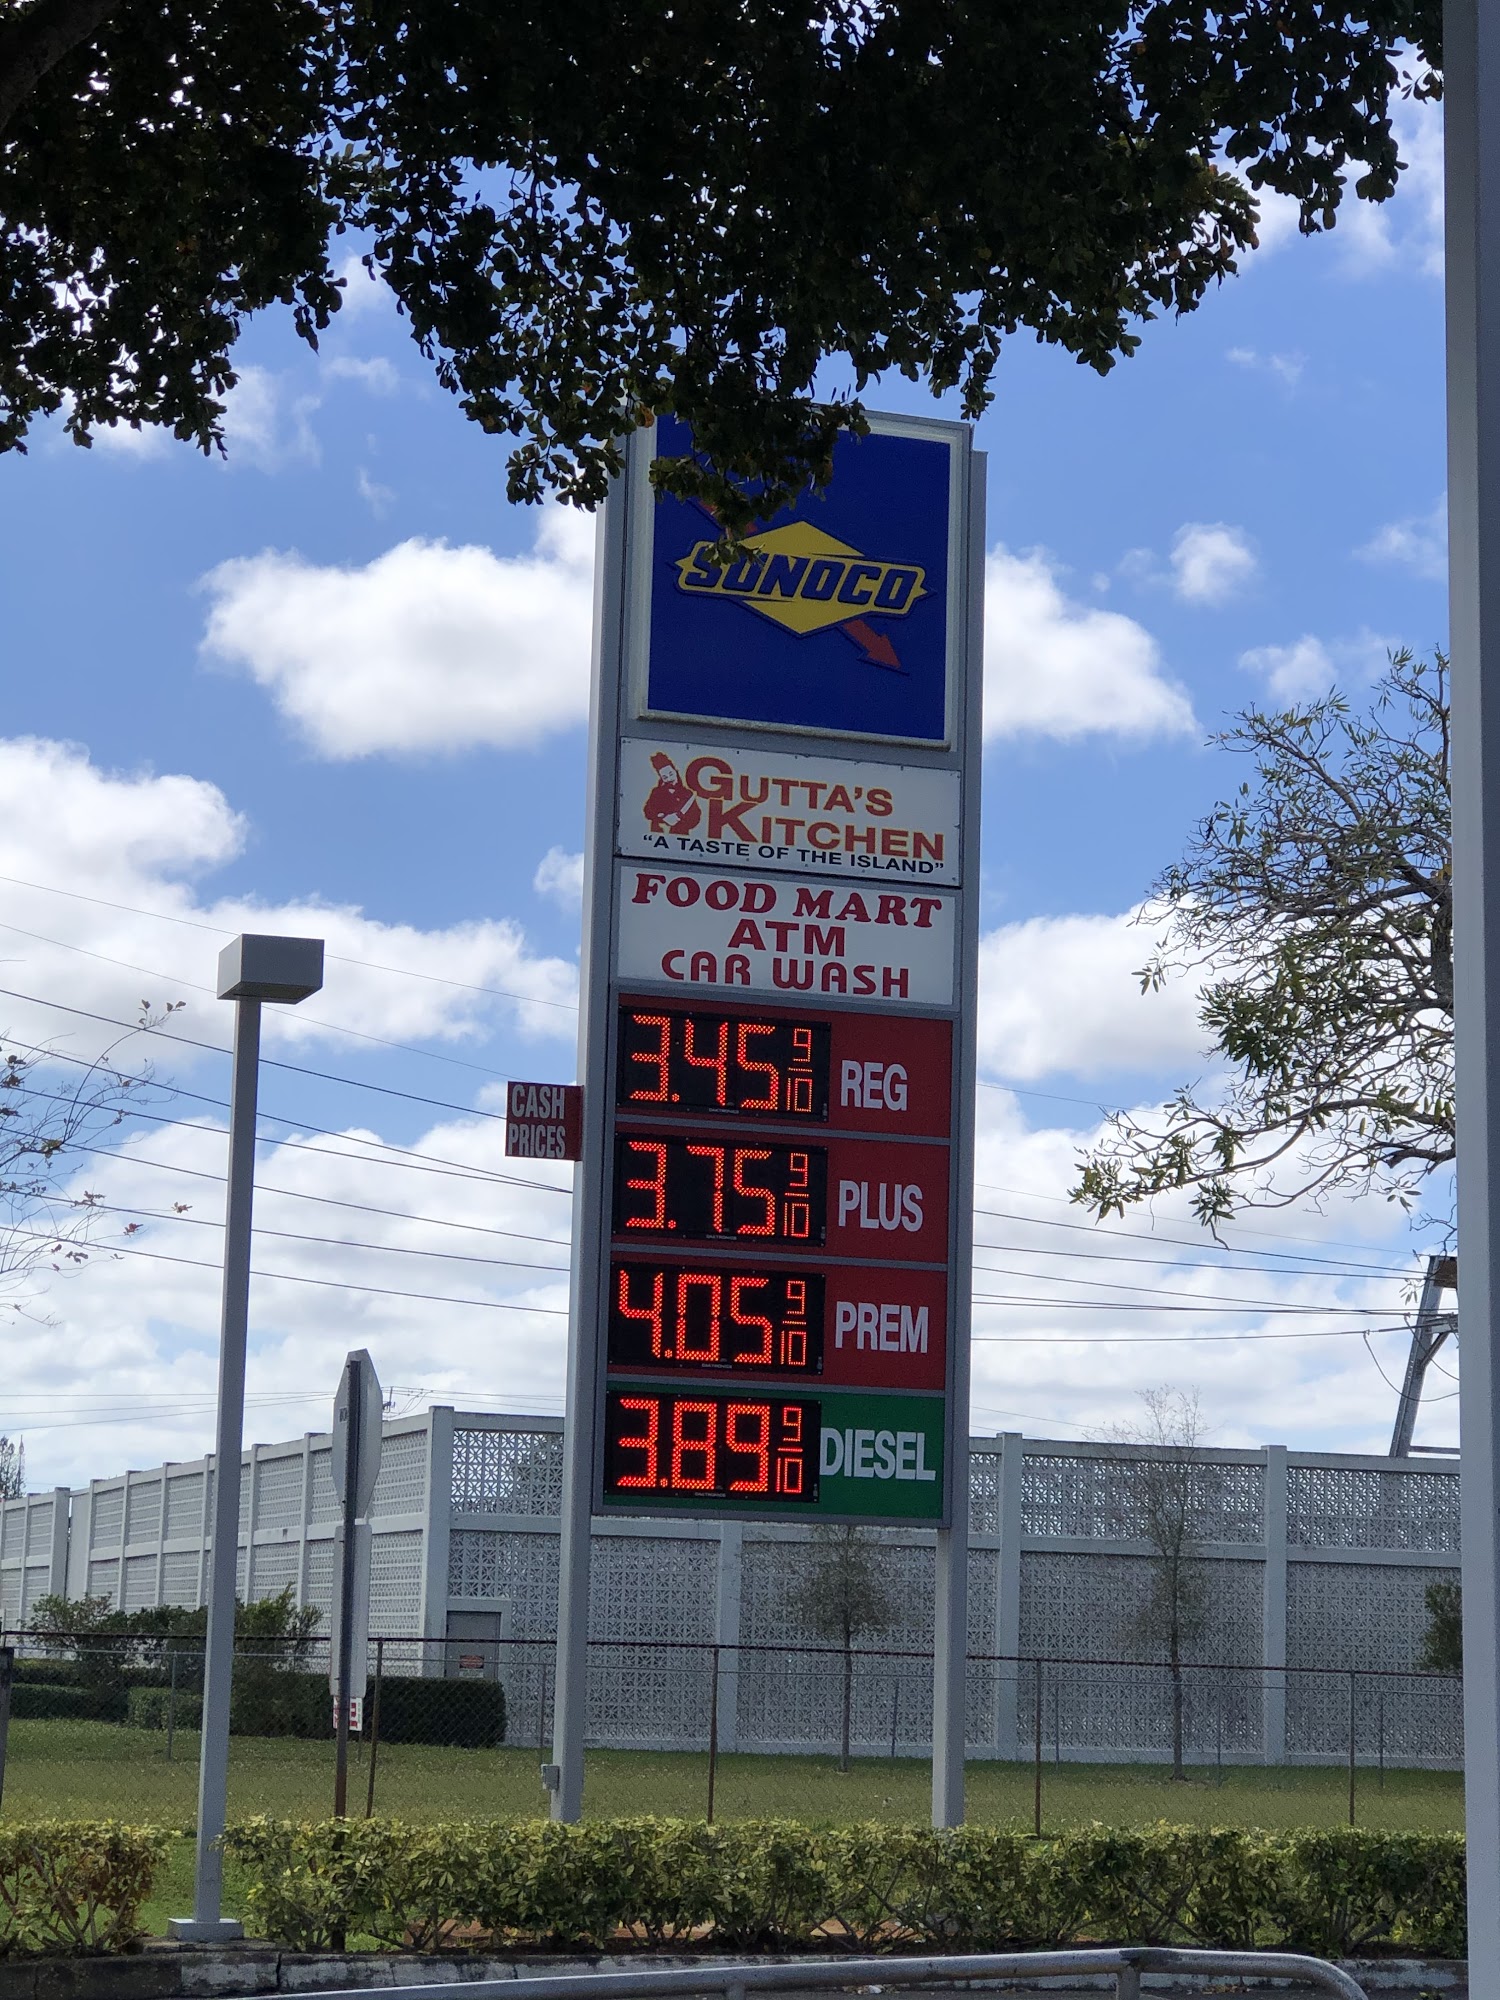 SUNOCO
GUTTA'S
KITCHEN
"A TASTE OF THE ISLAND"
FOOD MART
ATM
CAR WASH
3.45 9/10 REG
CASH
PRICES
3.75 9/10 PLUS
4.05 9/10 PREM
3.89 9/10 DIESEL